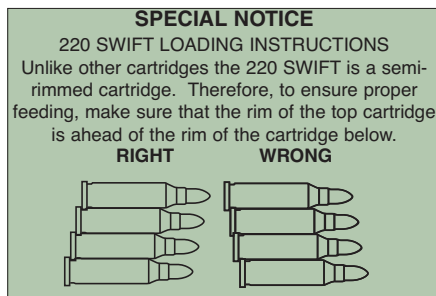 SPECIAL NOTICE
220 SWIFT LOADING INSTRUCTIONS
Unlike other cartridges the 220 SWIFT is a semi-
rimmed cartridge. Therefore, to ensure proper
feeding, make sure that the rim of the top cartridge
is ahead of the rim of the cartridge below.
RIGHT WRONG